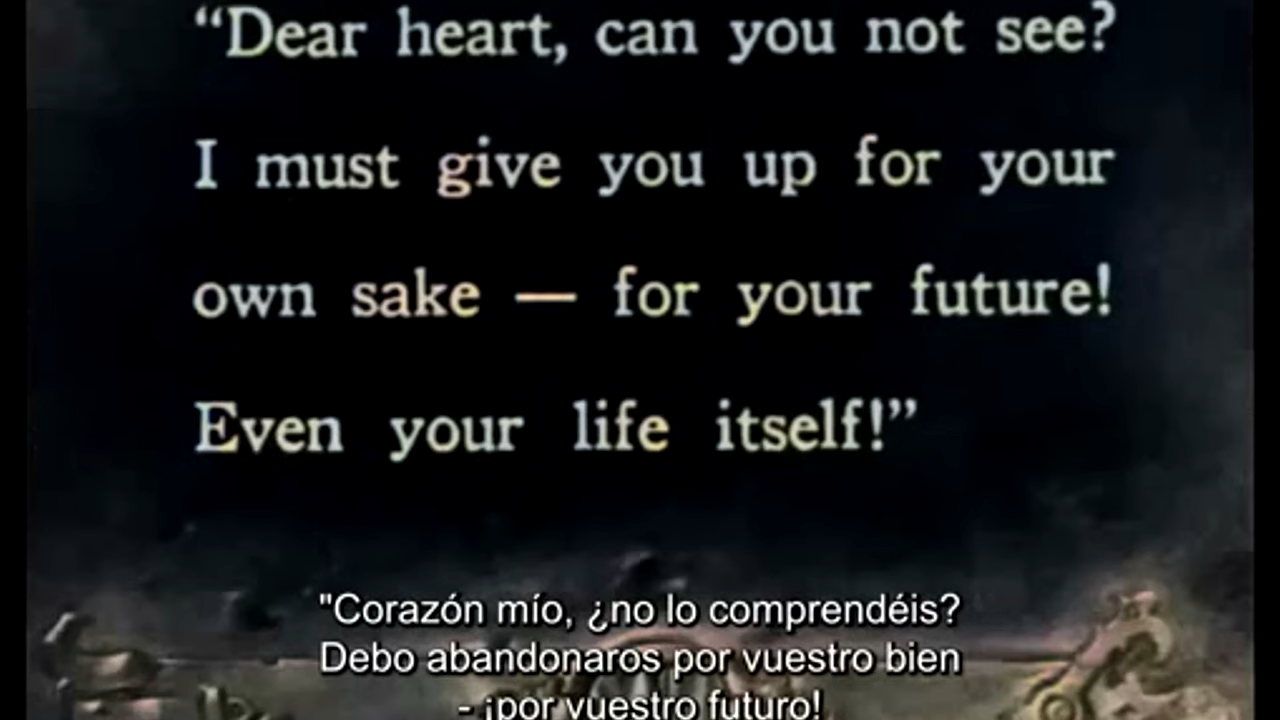 “Dear heart, can you not see?
I must give you up for your
own sake — for your future!
Even your life itself!”
"Corazón mío, ¿no lo comprendéis?
Debo abandonaros por vuestro bien
- ¡por vuestro futuro!